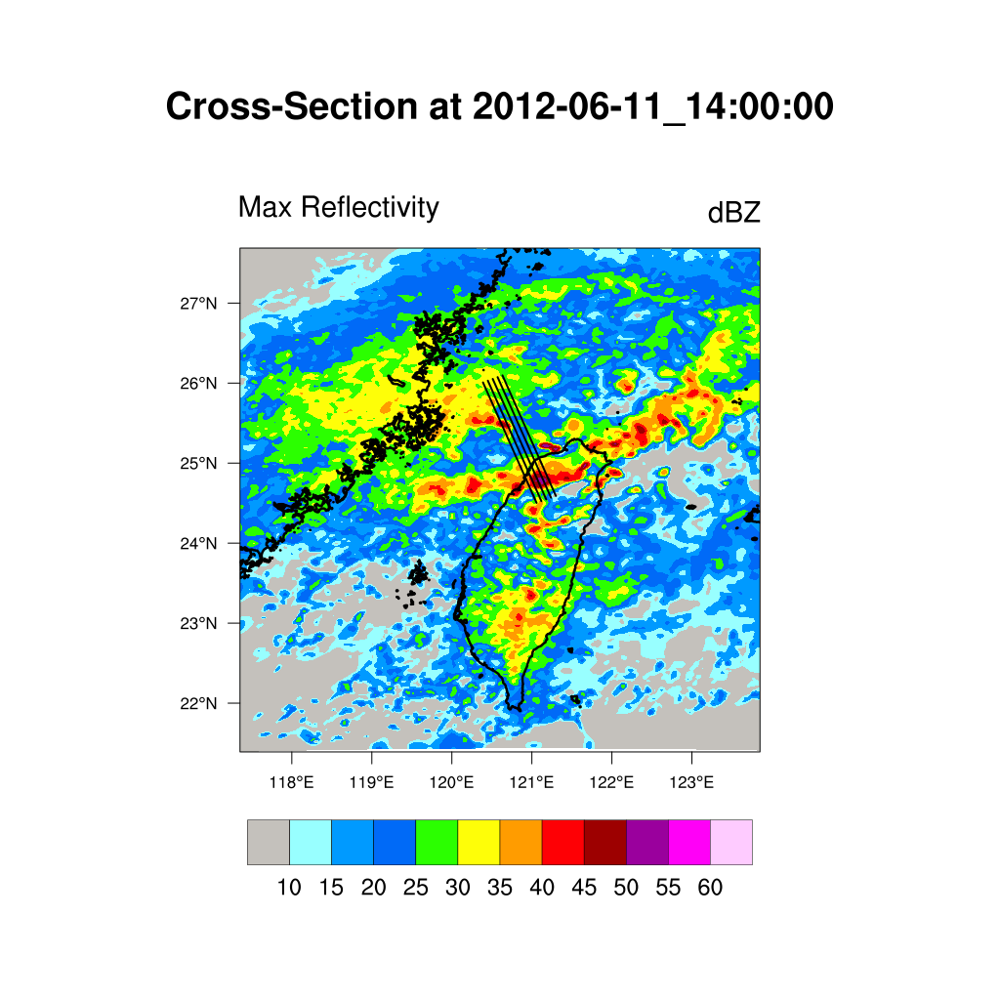 Cross-Section at 2012-06-11_14:00:00
Max Reflectivity dBZ
27°N
26°N
25°N
24°N
23°N
22°N
118°E 119°E 120°E 121°E 122°E 123°E
10 15 20 25 30 35 40 45 50 55 60